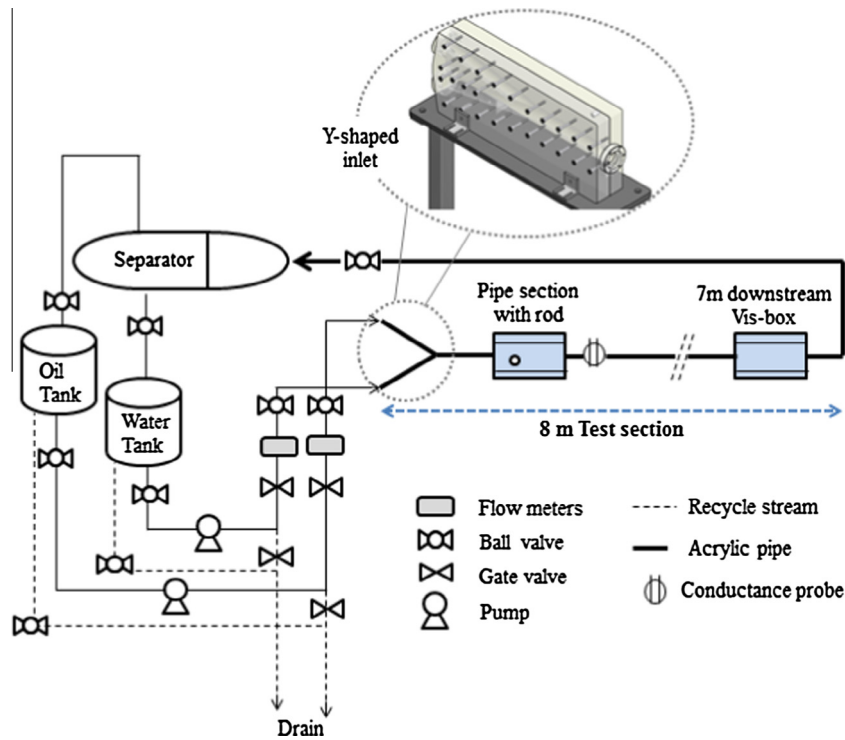 Y-shaped
inlet
Separator
Pipe section
with rod
7m downstream
Vis-box
Oil
Tank
Water
Tank
8 m Test section
Flow meters
Ball valve
Gate valve
Pump
Recycle stream
Acrylic pipe
Conductance probe
Drain